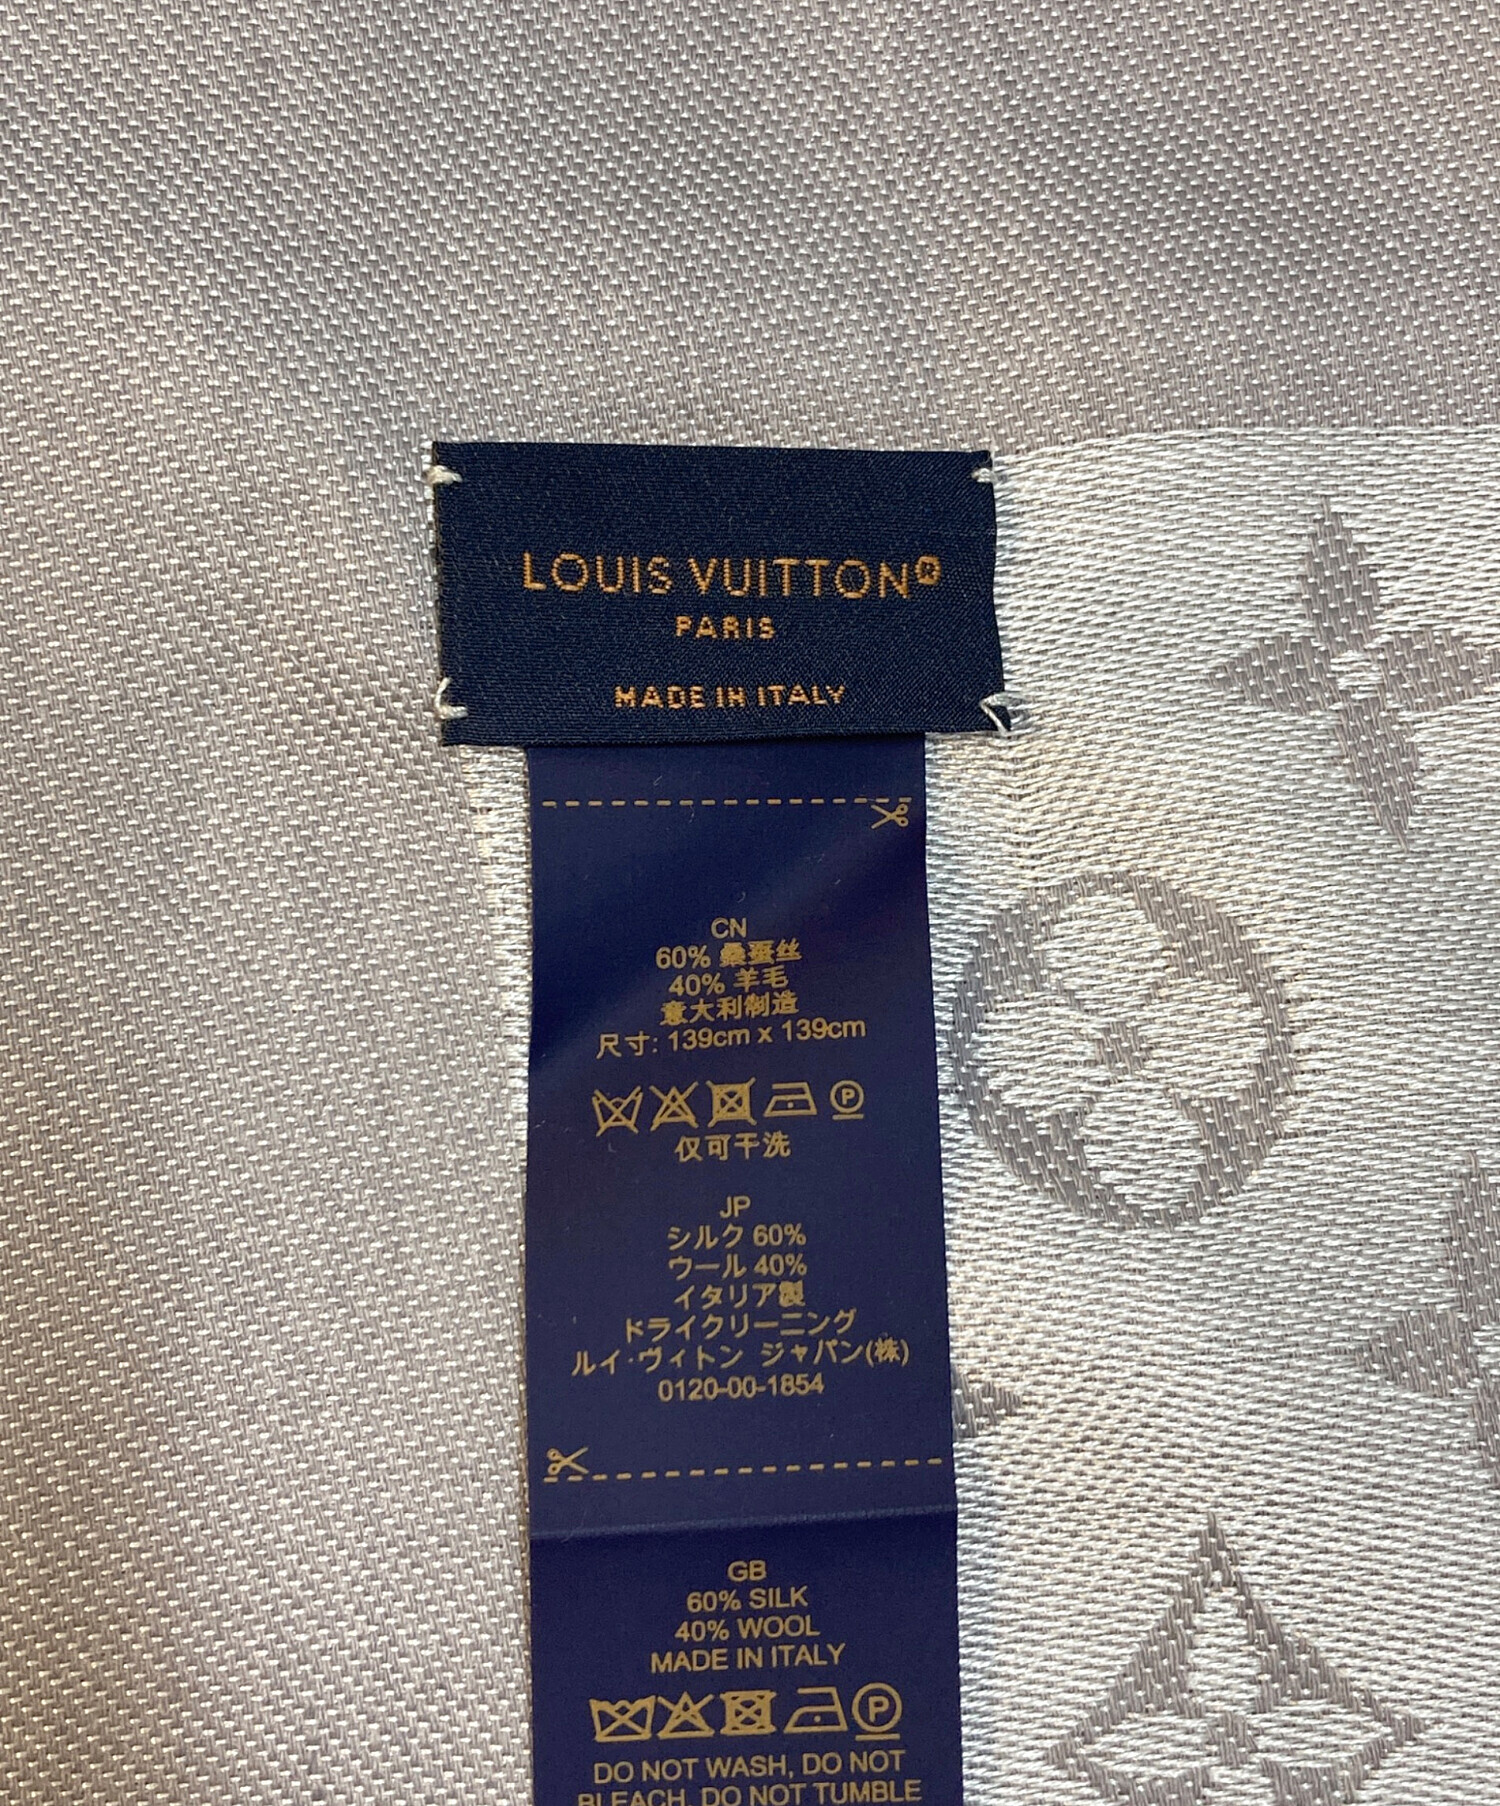 LOUIS VUITTON®
PARIS
MADE IN ITALY
CN
60% 桑蚕丝
40% 羊毛
意大利制造
尺寸: 139cm x 139cm
P
仅可干洗
JP
シルク 60%
ウール 40%
イタリア製
ドライクリーニング
ルイ・ヴィトン ジャパン(株)
0120-00-1854
GB
60% SILK
40% WOOL
MADE IN ITALY
P
DO NOT WASH, DO NOT
BLEACH, DO NOT TUMBLE